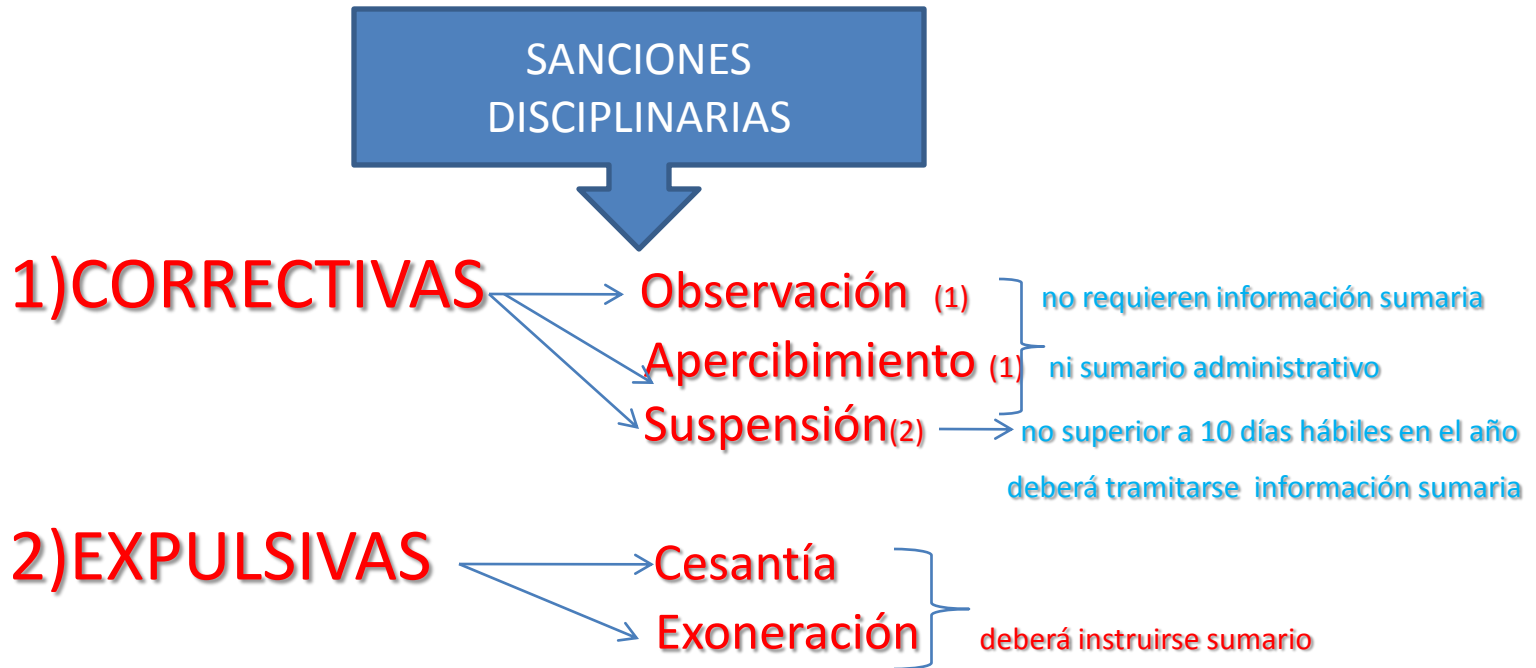 SANCIONES
DISCIPLINARIAS
1)CORRECTIVAS
Observación (1)
no requieren información sumaria
Apercibimiento (1)
ni sumario administrativo
Suspensión(2)
no superior a 10 días hábiles en el año
deberá tramitarse información sumaria
2)EXPULSIVAS
Cesantía
Exoneración
deberá instruirse sumario